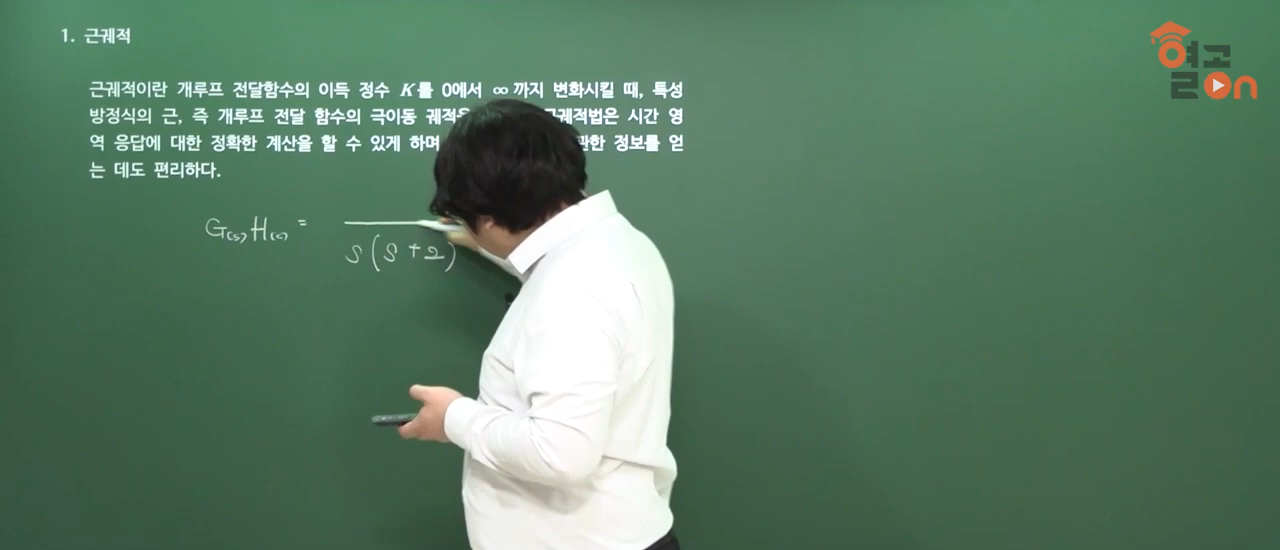 1. 근궤적
열공
on
근궤적이란 개루프 전달함수의 이득 정수 K를 0에서 ∞까지 변화시킬 때, 특성
방정식의 근, 즉 개루프 전달 함수의 극이동 궤적을 궤적법은 시간 영
역 응답에 대한 정확한 계산을 할 수 있게 하며 관한 정보를 얻
는 데도 편리하다.
G(s)H(s) =
s(s+2)